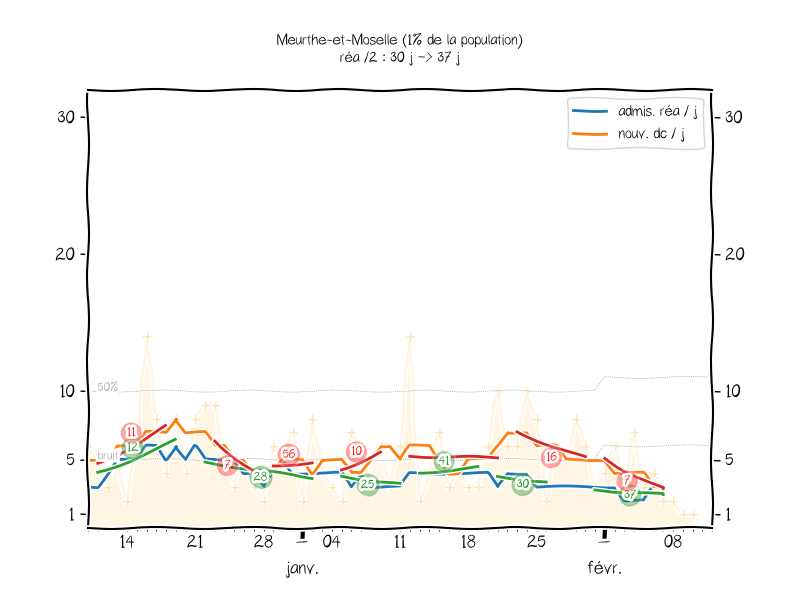 Meurthe-et-Moselle (1% de la population)
réa /2 : 30 j -> 37 j
admis. réa / j
nouv. dc / j
30 30
20 20
10 10
5 5
1 1
50%
bruit
11
12
7
28
56
10
25
41
30
16
7
37
14 21 28 04 11 18 25 08
janv. févr.